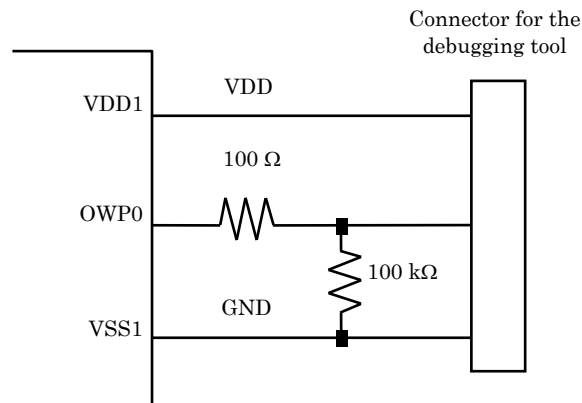 Connector for the
debugging tool
VDD1
VDD
100 Ω
OWP0
100 kΩ
GND
VSS1